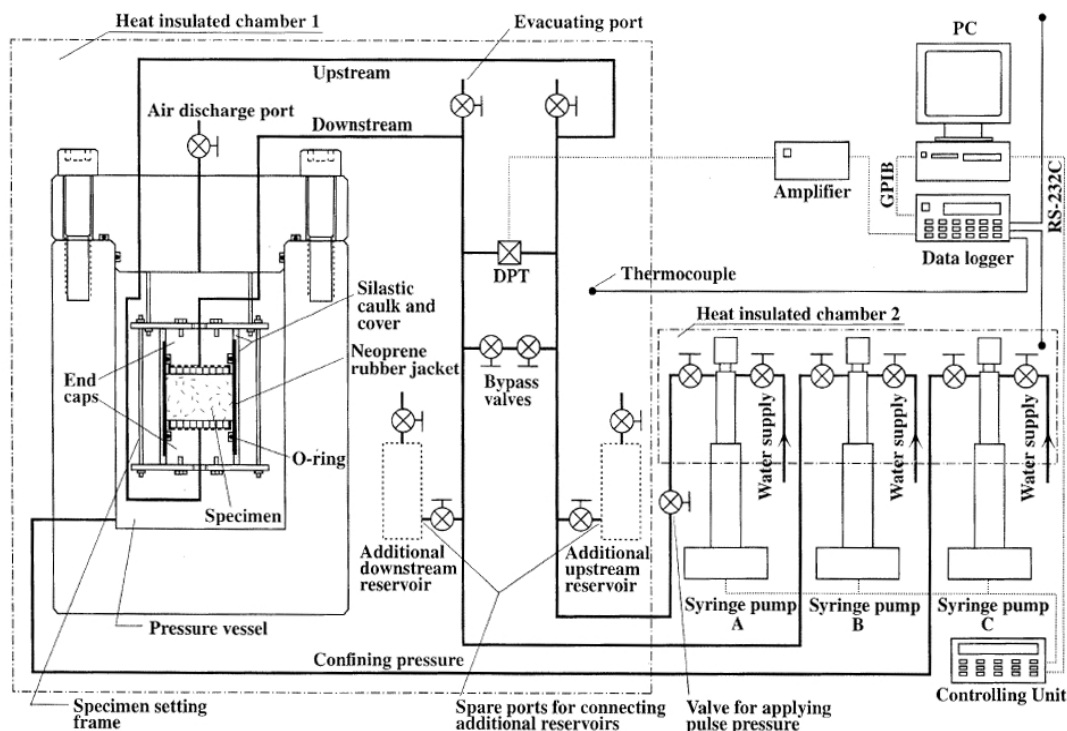 Heat insulated chamber 1
Evacuating port
PC
Upstream
Air discharge port
Downstream
Amplifier
GPIB
RS-232C
Data logger
DPT
Thermocouple
Silastic
caulk and
cover
Heat insulated chamber 2
Neoprene
rubber jacket
Bypass
valves
End
caps
Water supply
Water supply
Water supply
O-ring
Specimen
Additional
downstream
reservoir
Additional
upstream
reservoir
Syringe pump
A
Syringe pump
B
Syringe pump
C
Pressure vessel
Confining pressure
Controlling Unit
Specimen setting
frame
Spare ports for connecting
additional reservoirs
Valve for applying
pulse pressure